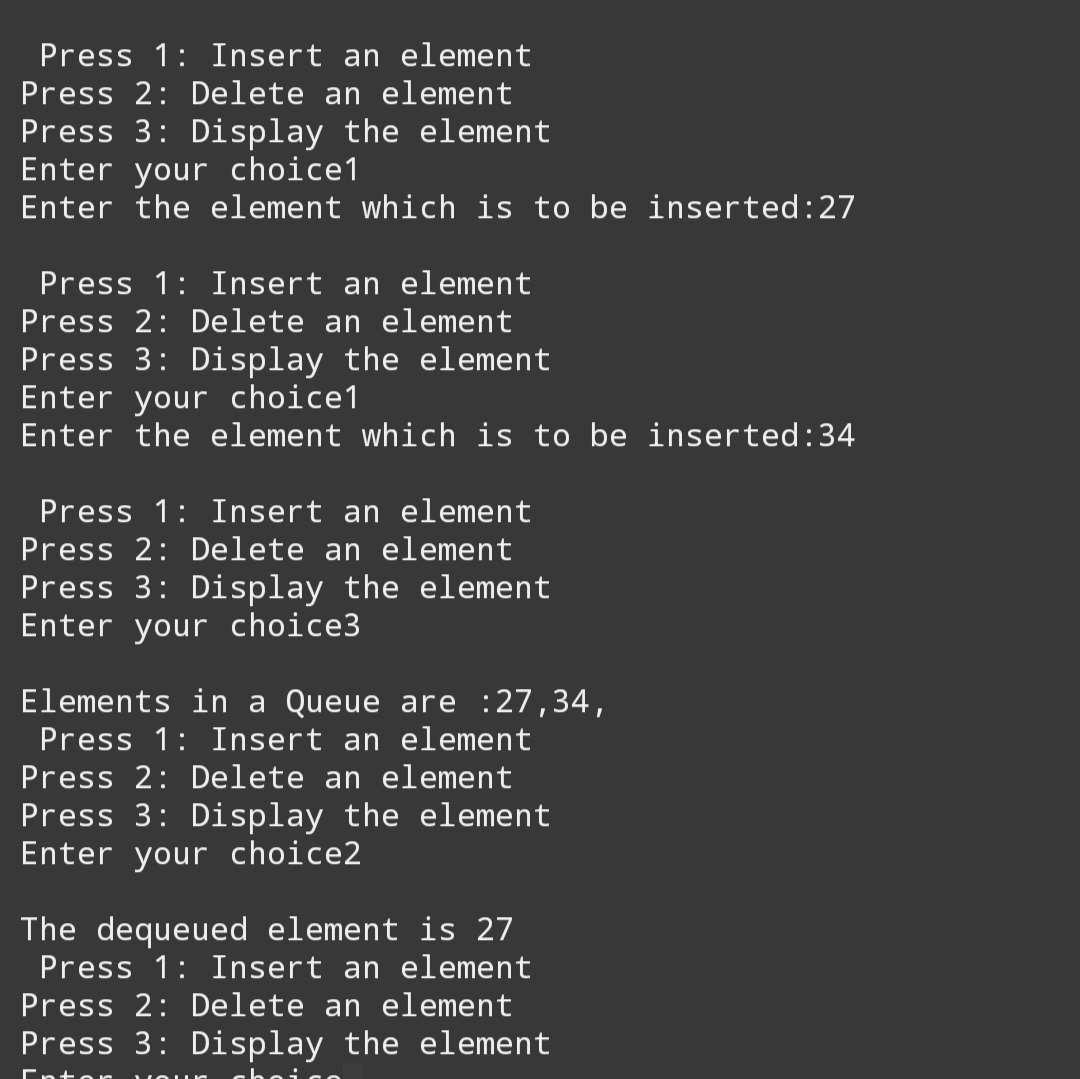 Press 1: Insert an element
Press 2: Delete an element
Press 3: Display the element
Enter your choice1
Enter the element which is to be inserted:27
Press 1: Insert an element
Press 2: Delete an element
Press 3: Display the element
Enter your choice1
Enter the element which is to be inserted:34
Press 1: Insert an element
Press 2: Delete an element
Press 3: Display the element
Enter your choice3
Elements in a Queue are :27,34,
Press 1: Insert an element
Press 2: Delete an element
Press 3: Display the element
Enter your choice2
The dequeued element is 27
Press 1: Insert an element
Press 2: Delete an element
Press 3: Display the element
Enter your choice